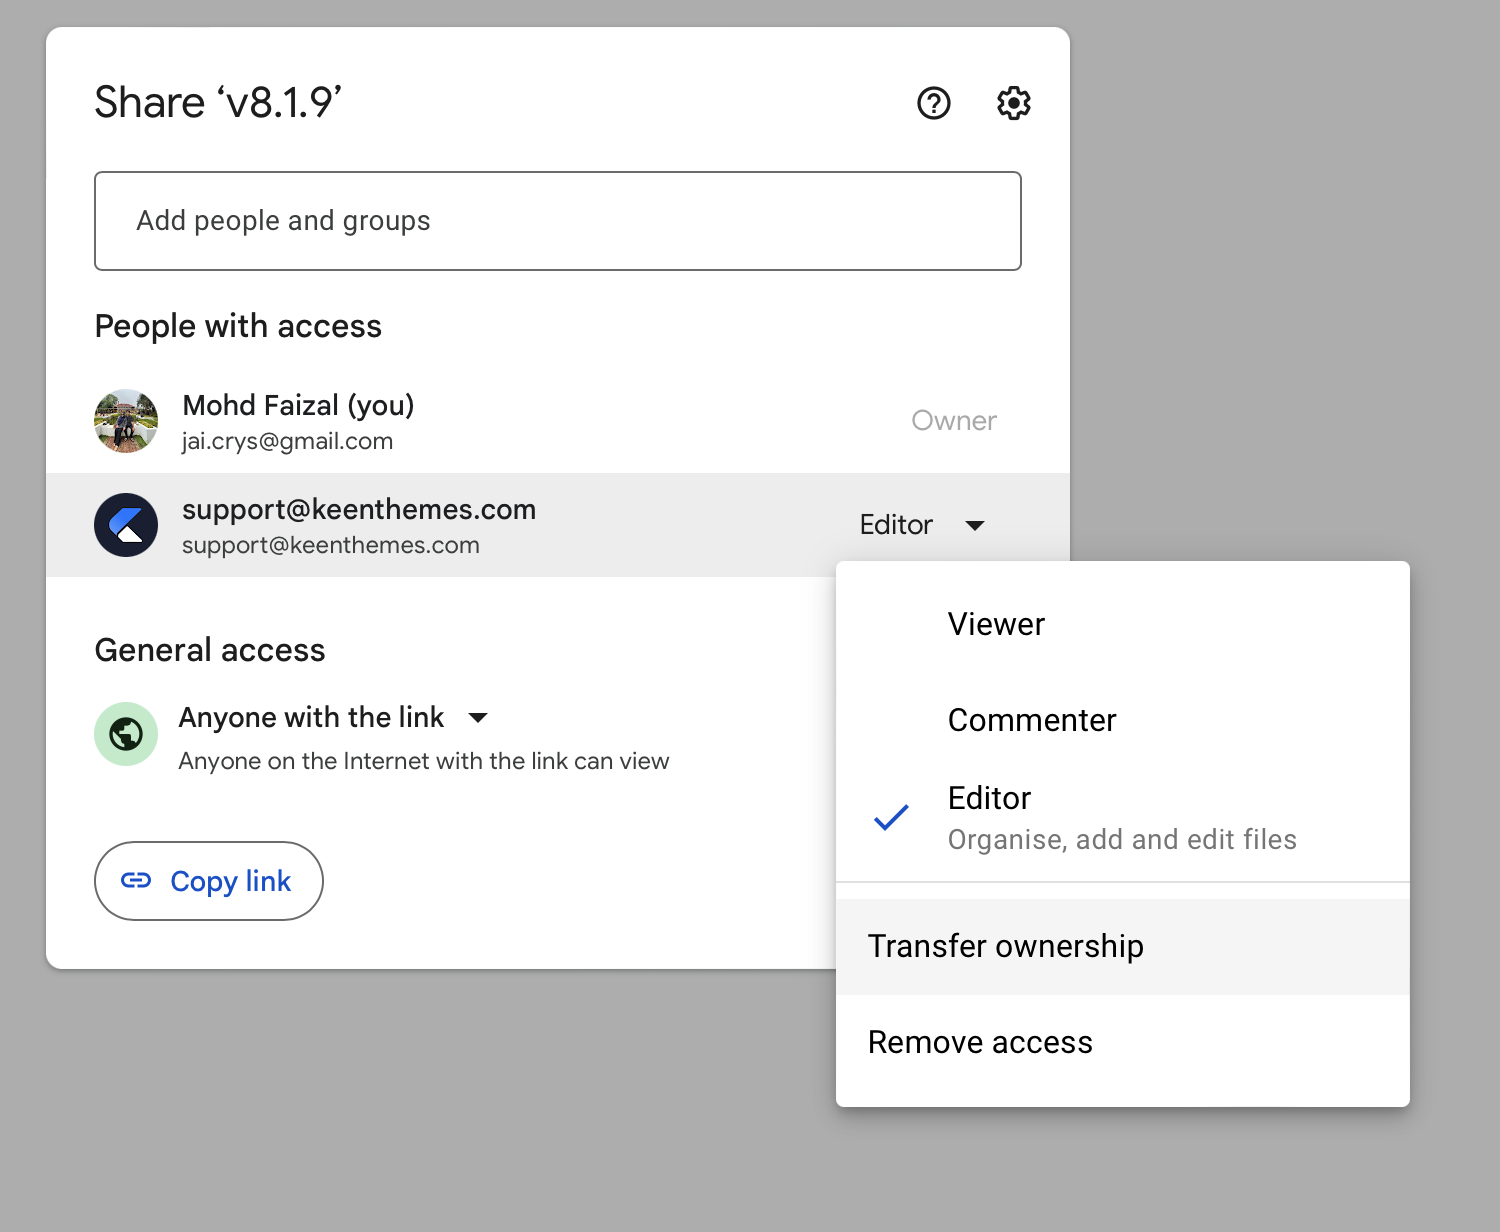 Share ‘v8.1.9’
Add people and groups
People with access
Mohd Faizal (you)
jai.crys@gmail.com
Owner
support@keenthemes.com
support@keenthemes.com
Editor
Viewer
Commenter
Editor
Organise, add and edit files
Transfer ownership
Remove access
General access
Anyone with the link
Anyone on the Internet with the link can view
Copy link